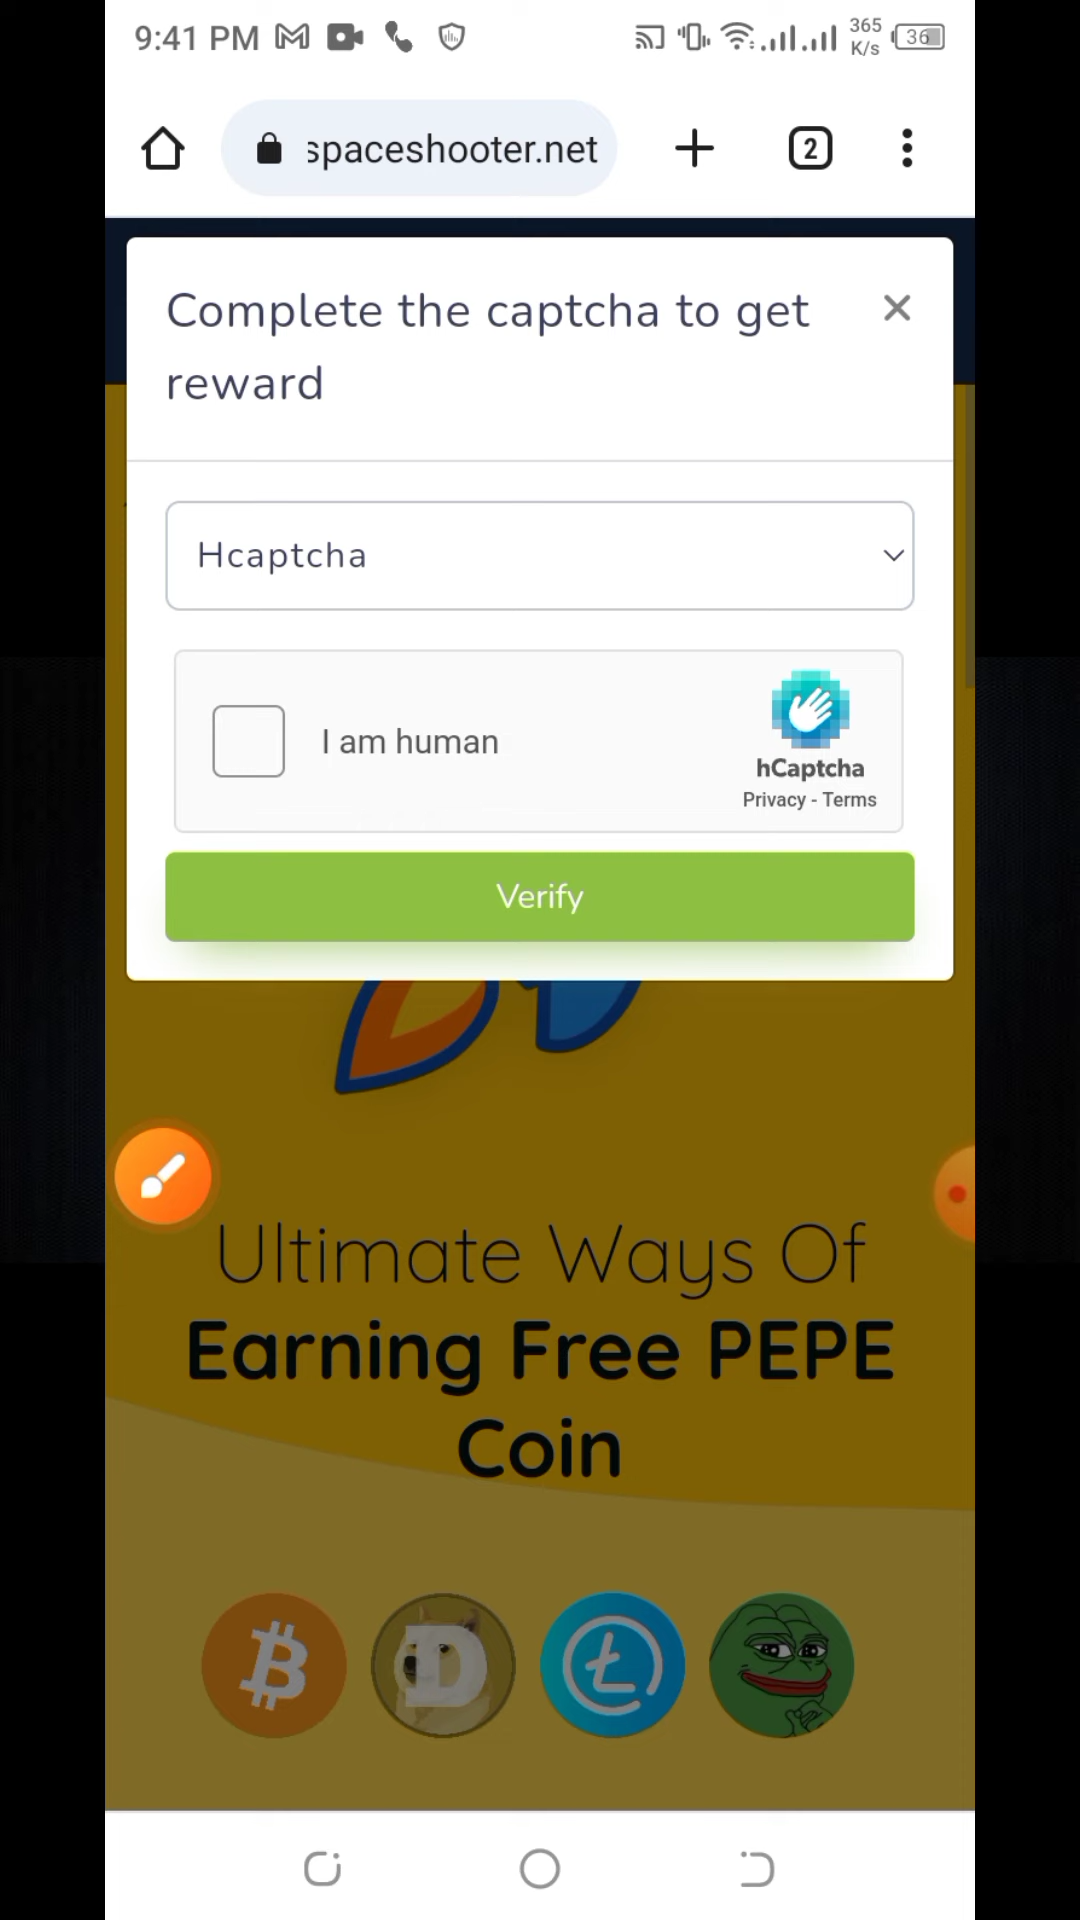 9:41 PM
365
K/s
36
spaceshooter.net
2
Complete the captcha to get
reward
Hcaptcha
I am human
hCaptcha
Privacy - Terms
Verify
Ultimate Ways Of
Earning Free PEPE
Coin